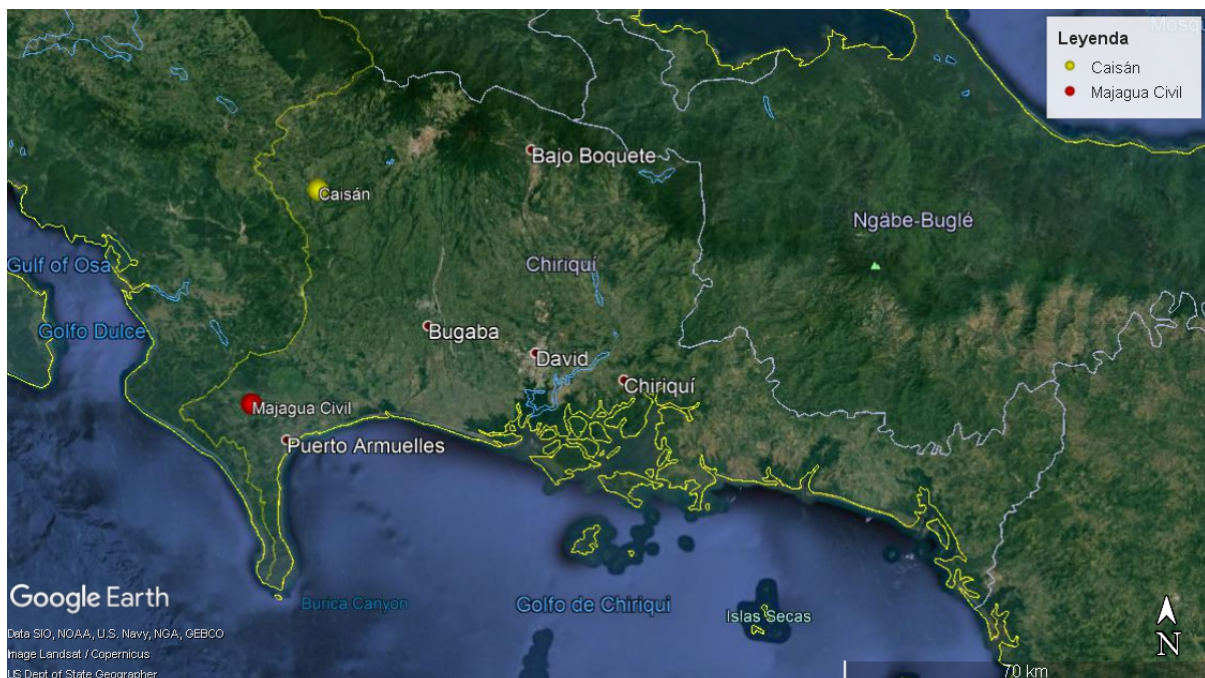 Mosq
Leyenda
Caisán
Majagua Civil
Bajo Boquete
Caisán
Ngäbe-Buglé
Gulf of Osa
Chiriquí
Golfo Dulce
Bugaba
David
Chiriquí
Majagua Civil
Puerto Armuelles
Google Earth
Burica Canyon
Golfo de Chiriqui
Islas Secas
Data SIO, NOAA, U.S. Navy, NGA, GEBCO
Image Landsat / Copernicus
US Dept of State Geographer
N
70 km